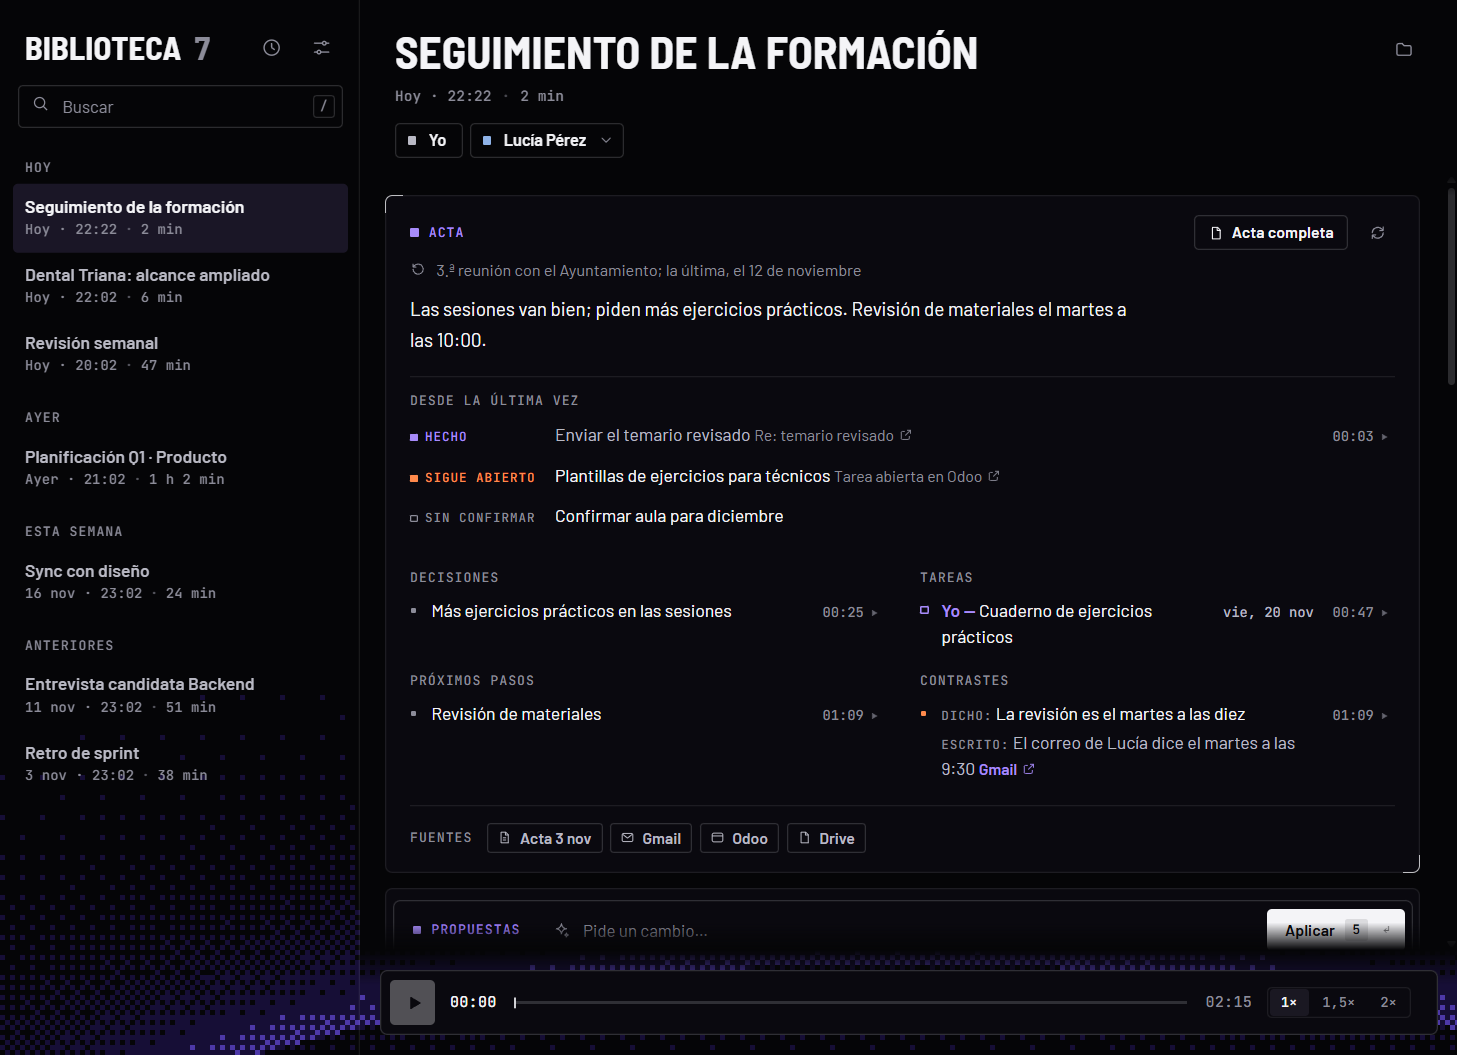 BIBLIOTECA 7
Buscar /
HOY
Seguimiento de la formación
Hoy · 22:22 · 2 min
Dental Triana: alcance ampliado
Hoy · 22:02 · 6 min
Revisión semanal
Hoy · 20:02 · 47 min
AYER
Planificación Q1 · Producto
Ayer · 21:02 · 1 h 2 min
ESTA SEMANA
Sync con diseño
16 nov · 23:02 · 24 min
ANTERIORES
Entrevista candidata Backend
11 nov · 23:02 · 51 min
Retro de sprint
3 nov · 23:02 · 38 min
SEGUIMIENTO DE LA FORMACIÓN
Hoy · 22:22 · 2 min
Yo Lucía Pérez
ACTA Acta completa
3.ª reunión con el Ayuntamiento; la última, el 12 de noviembre
Las sesiones van bien; piden más ejercicios prácticos. Revisión de materiales el martes a
las 10:00.
DESDE LA ÚLTIMA VEZ
HECHO Enviar el temario revisado Re: temario revisado 00:03
SIGUE ABIERTO Plantillas de ejercicios para técnicos Tarea abierta en Odoo
SIN CONFIRMAR Confirmar aula para diciembre
DECISIONES
Más ejercicios prácticos en las sesiones 00:25
TAREAS
Yo — Cuaderno de ejercicios vie, 20 nov 00:47
prácticos
PRÓXIMOS PASOS
Revisión de materiales 01:09
CONTRASTES
DICHO: La revisión es el martes a las diez 01:09
ESCRITO: El correo de Lucía dice el martes a las
9:30 Gmail
FUENTES Acta 3 nov Gmail Odoo Drive
PROPUESTAS Pide un cambio... Aplicar 5
00:00 02:15 1× 1,5× 2×